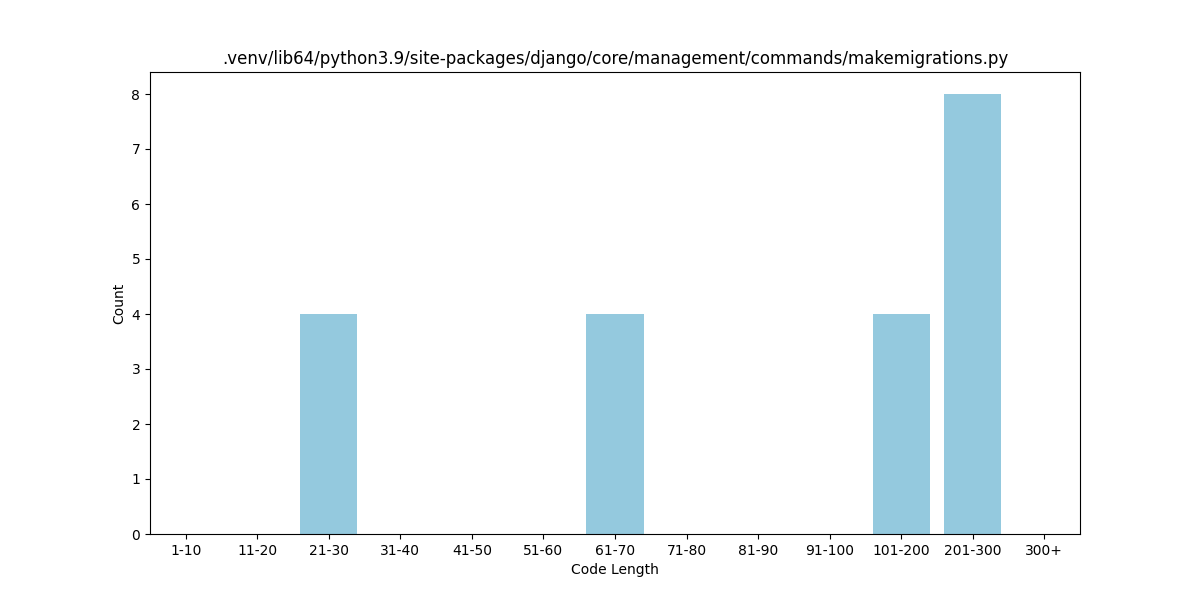 .venv/lib64/python3.9/site-packages/django/core/management/commands/makemigrations.py
8
7
6
5
4
3
2
1
0
Count
1-10 11-20 21-30 31-40 41-50 51-60 61-70 71-80 81-90 91-100 101-200 201-300 300+
Code Length